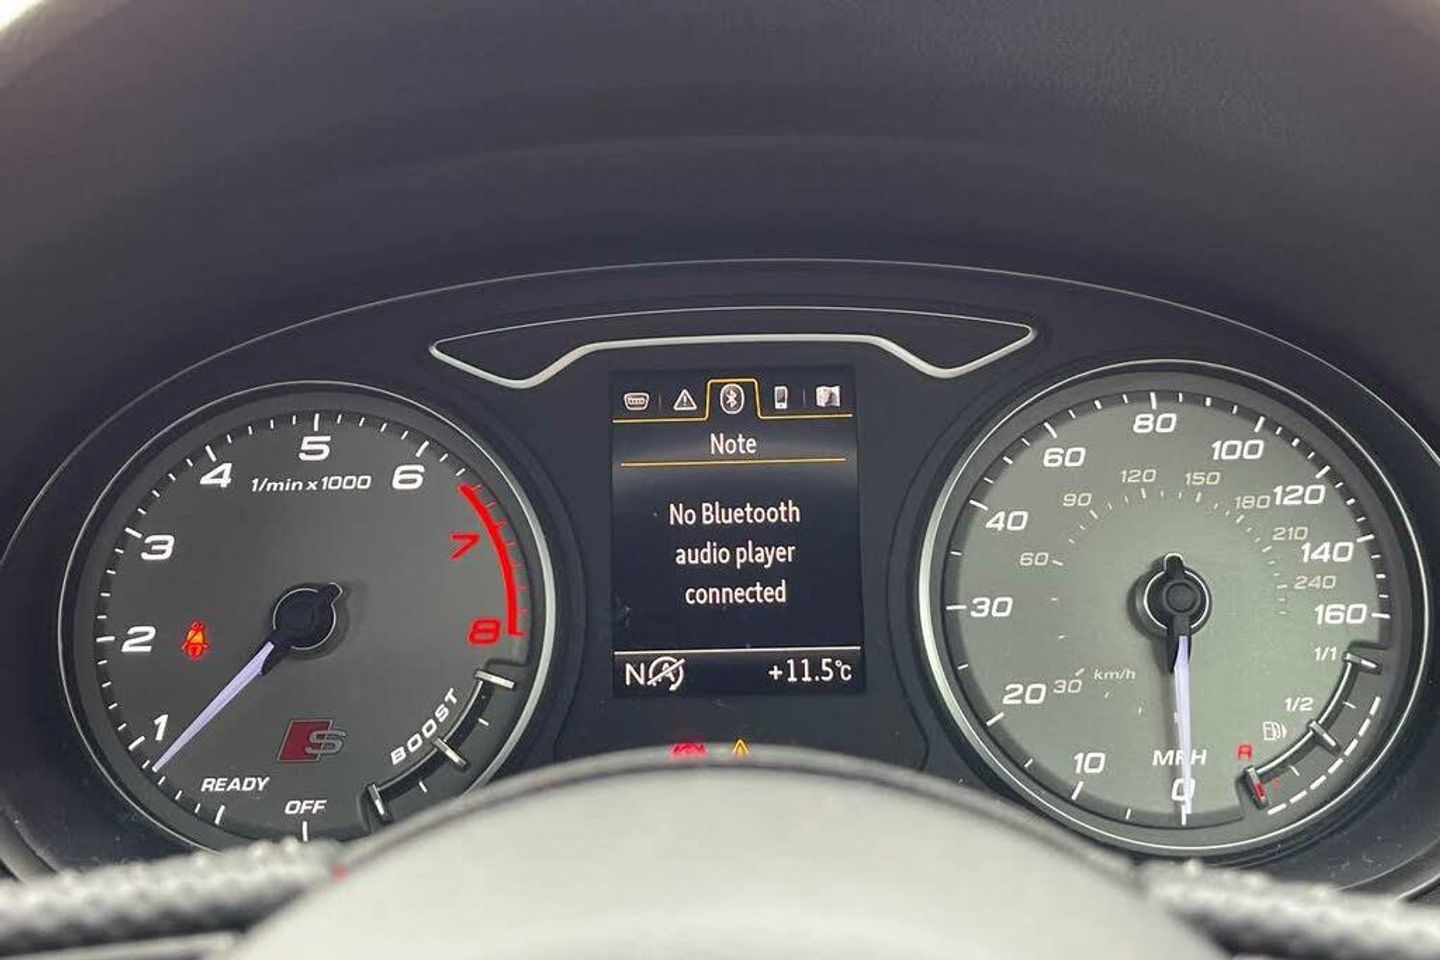 5
4
6
1/min x 1000
3
7
2
8
1
READY
OFF
BOOST
S
Note
No Bluetooth
audio player
connected
N A
+11.5°C
80
60
100
120
150
90
180
120
40
210
140
60
240
30
160
1/1
20
30
km/h
1/2
R
10
MPH
0